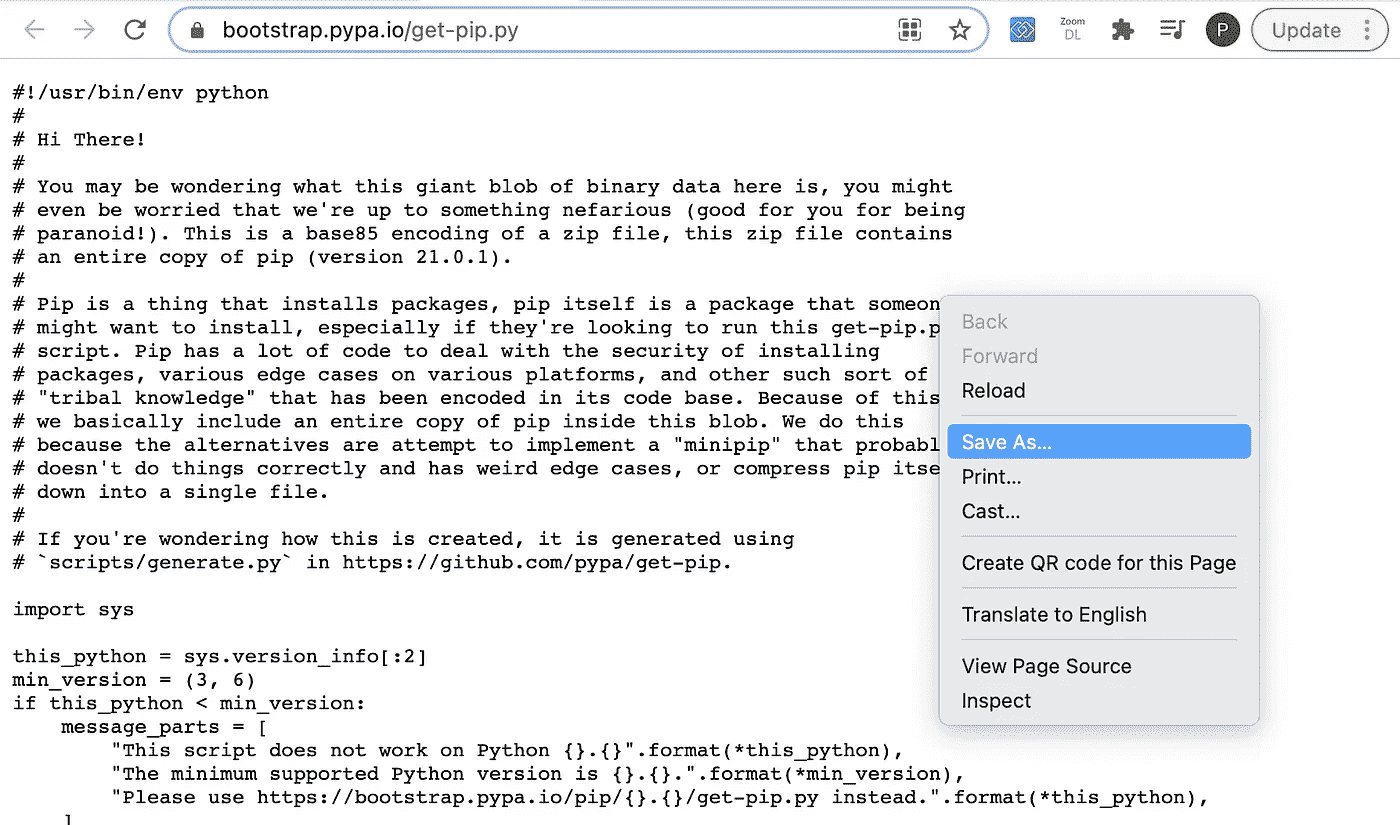 bootstrap.pypa.io/get-pip.py
Zoom
DL
P
Update
#!/usr/bin/env python
#
# Hi There!
#
# You may be wondering what this giant blob of binary data here is, you might
# even be worried that we're up to something nefarious (good for you for being
# paranoid!). This is a base85 encoding of a zip file, this zip file contains
# an entire copy of pip (version 21.0.1).
#
# Pip is a thing that installs packages, pip itself is a package that someon
# might want to install, especially if they're looking to run this get-pip.p
# script. Pip has a lot of code to deal with the security of installing
# packages, various edge cases on various platforms, and other such sort of
# "tribal knowledge" that has been encoded in its code base. Because of this
# we basically include an entire copy of pip inside this blob. We do this
# because the alternatives are attempt to implement a "minipip" that probabl
# doesn't do things correctly and has weird edge cases, or compress pip itse
# down into a single file.
#
# If you're wondering how this is created, it is generated using
# `scripts/generate.py` in https://github.com/pypa/get-pip.
import sys
this_python = sys.version_info[:2]
min_version = (3, 6)
if this_python < min_version:
    message_parts = [
        "This script does not work on Python {}.{}".format(*this_python),
        "The minimum supported Python version is {}.{}.".format(*min_version),
        "Please use https://bootstrap.pypa.io/pip/{}.{}/get-pip.py instead.".format(*this_python),
    ]
Back
Forward
Reload
Save As...
Print...
Cast...
Create QR code for this Page
Translate to English
View Page Source
Inspect